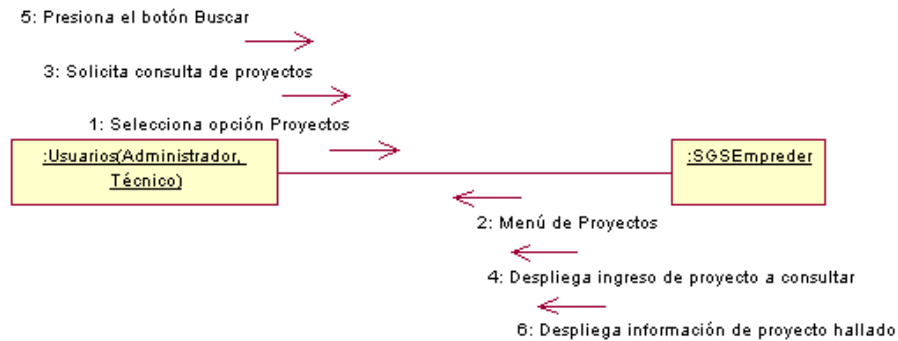 5: Presiona el botón Buscar
3: Solicita consulta de proyectos
1: Selecciona opción Proyectos
:Usuarios(Administrador,
Técnico)
:SGSEmpreder
2: Menú de Proyectos
4: Despliega ingreso de proyecto a consultar
6: Despliega información de proyecto hallado